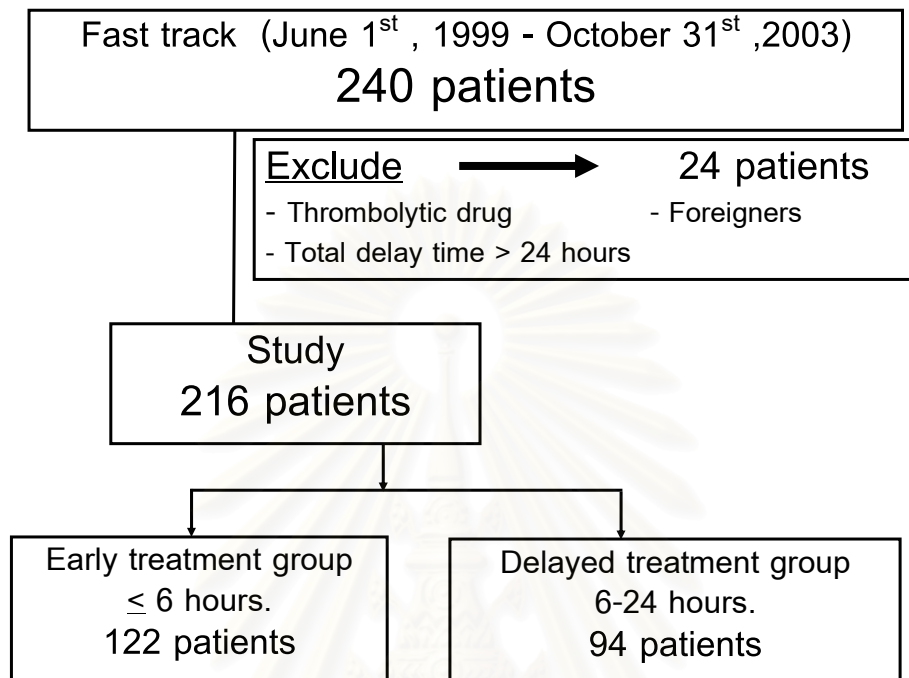 Fast track (June 1st , 1999 - October 31st ,2003)
240 patients
Exclude 24 patients
- Thrombolytic drug - Foreigners
- Total delay time > 24 hours
Study
216 patients
Early treatment group
≤ 6 hours.
122 patients
Delayed treatment group
6-24 hours.
94 patients